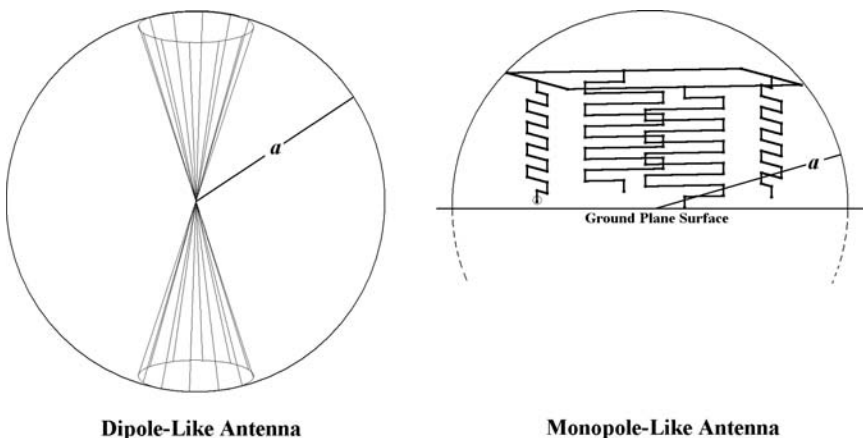 a
a
Ground Plane Surface
Dipole-Like Antenna
Monopole-Like Antenna